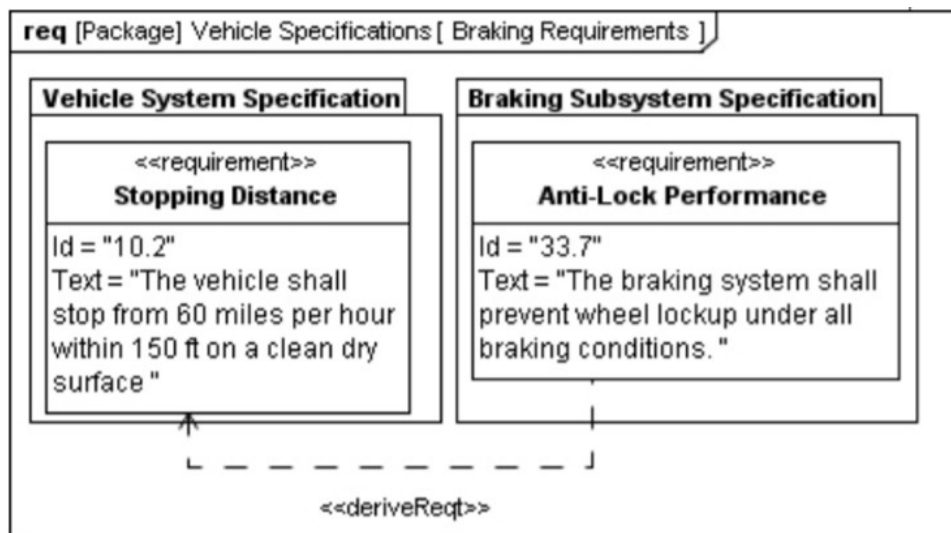 req [Package] Vehicle Specifications [ Braking Requirements ]
Vehicle System Specification
<<requirement>>
Stopping Distance
Id = "10.2"
Text = "The vehicle shall
stop from 60 miles per hour
within 150 ft on a clean dry
surface "
Braking Subsystem Specification
<<requirement>>
Anti-Lock Performance
Id = "33.7"
Text = "The braking system shall
prevent wheel lockup under all
braking conditions. "
<<deriveReqt>>